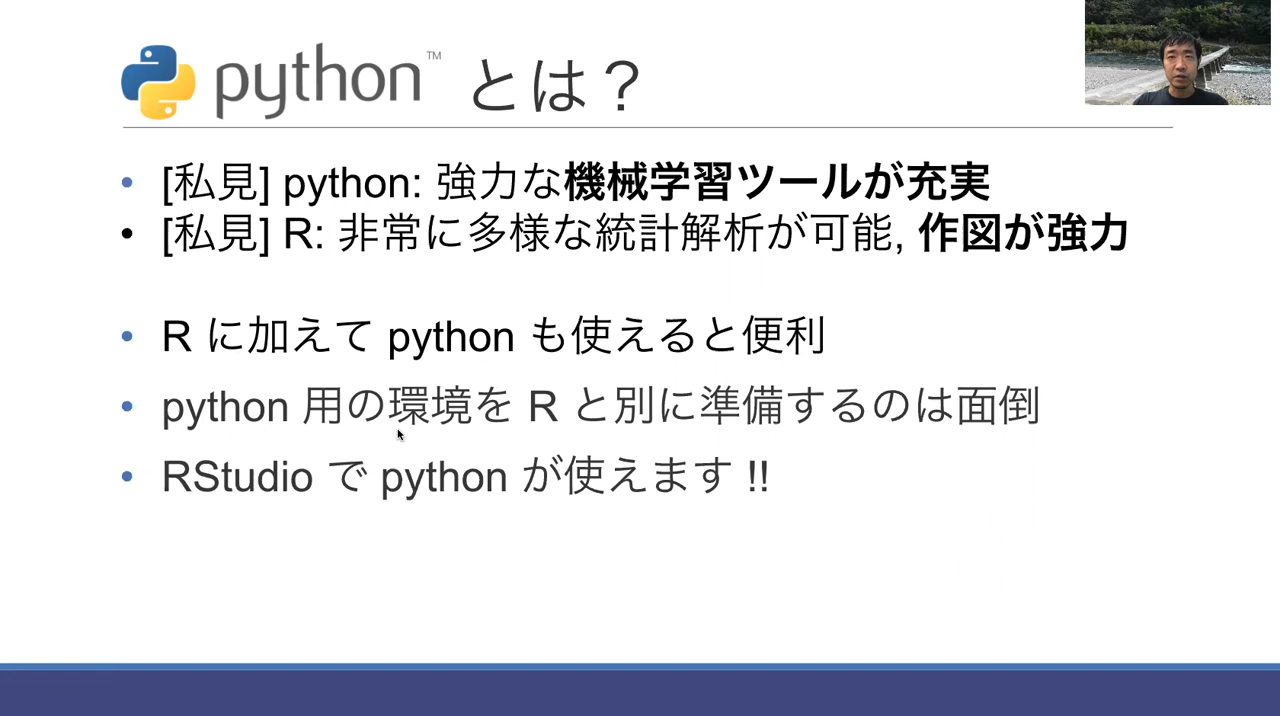 python™ とは？
• [私見] python: 強力な機械学習ツールが充実
• [私見] R: 非常に多様な統計解析が可能, 作図が強力
• R に加えて python も使えると便利
• python 用の環境を R と別に準備するのは面倒
• RStudio で python が使えます !!